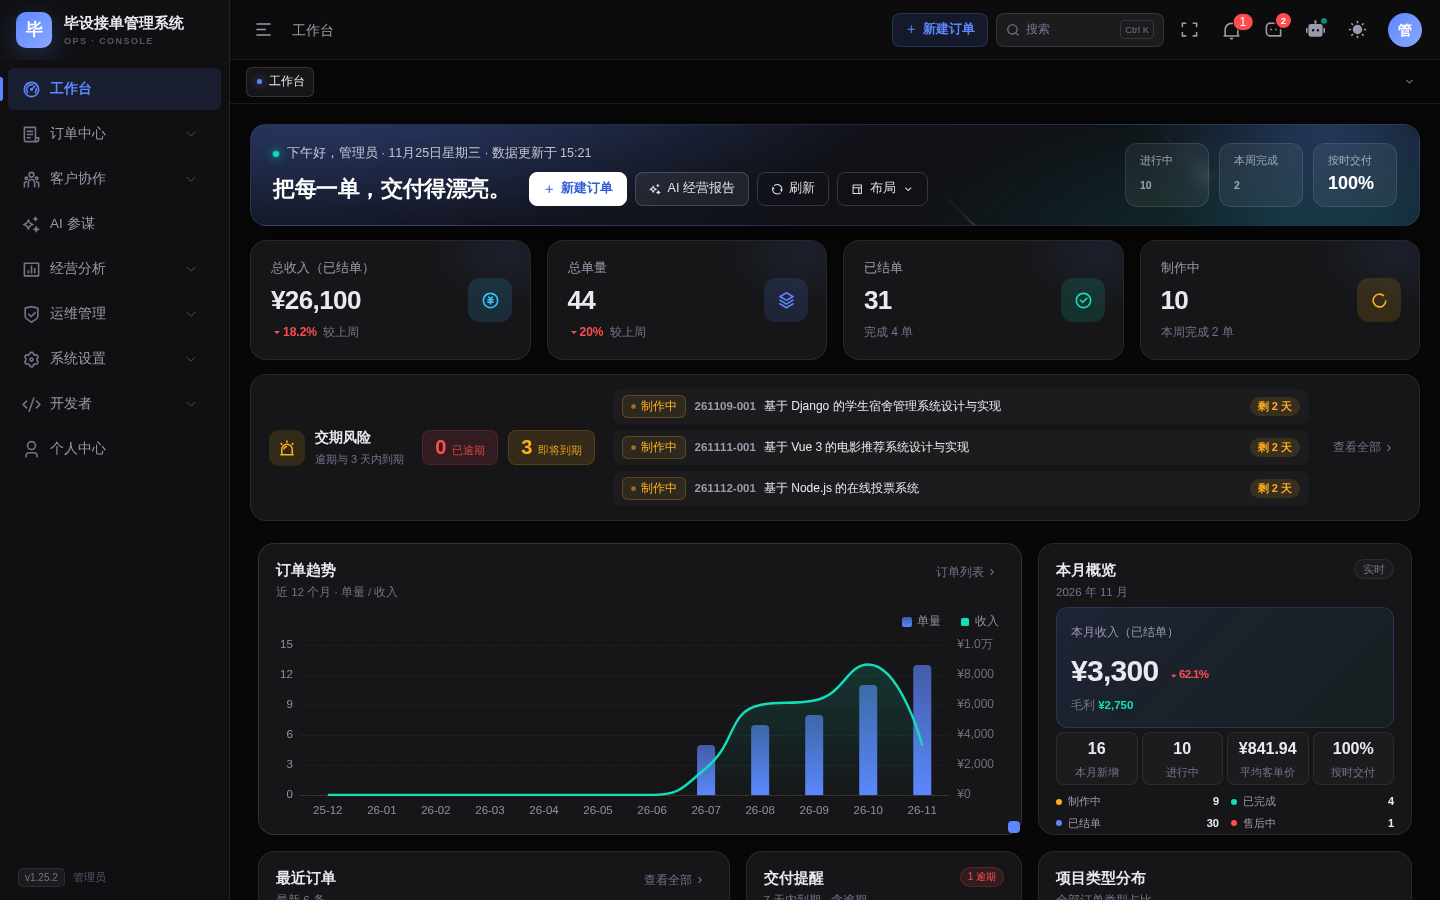 毕
毕设接单管理系统
OPS · CONSOLE
工作台
订单中心
客户协作
AI 参谋
经营分析
运维管理
系统设置
开发者
个人中心
v1.25.2 管理员
工作台
新建订单
搜索
Ctrl K
1
2
管
工作台
下午好，管理员 · 11月25日星期三 · 数据更新于 15:21
把每一单，交付得漂亮。
新建订单
AI 经营报告
刷新
布局
进行中
10
本周完成
2
按时交付
100%
总收入（已结单）
¥26,100
18.2% 较上周
总单量
44
20% 较上周
已结单
31
完成 4 单
制作中
10
本周完成 2 单
交期风险
逾期与 3 天内到期
0 已逾期
3 即将到期
制作中 261109-001 基于 Django 的学生宿舍管理系统设计与实现 剩 2 天
制作中 261111-001 基于 Vue 3 的电影推荐系统设计与实现 剩 2 天
制作中 261112-001 基于 Node.js 的在线投票系统 剩 2 天
查看全部
订单趋势
近 12 个月 · 单量 / 收入
订单列表
单量 收入
15
12
9
6
3
0
¥1.0万
¥8,000
¥6,000
¥4,000
¥2,000
¥0
25-12 26-01 26-02 26-03 26-04 26-05 26-06 26-07 26-08 26-09 26-10 26-11
本月概览
2026 年 11 月
实时
本月收入（已结单）
¥3,300 62.1%
毛利 ¥2,750
16
本月新增
10
进行中
¥841.94
平均客单价
100%
按时交付
制作中 9
已完成 4
已结单 30
售后中 1
最近订单
最新 6 条
查看全部
交付提醒
7 天内到期 · 含逾期
1 逾期
项目类型分布
全部订单类型占比